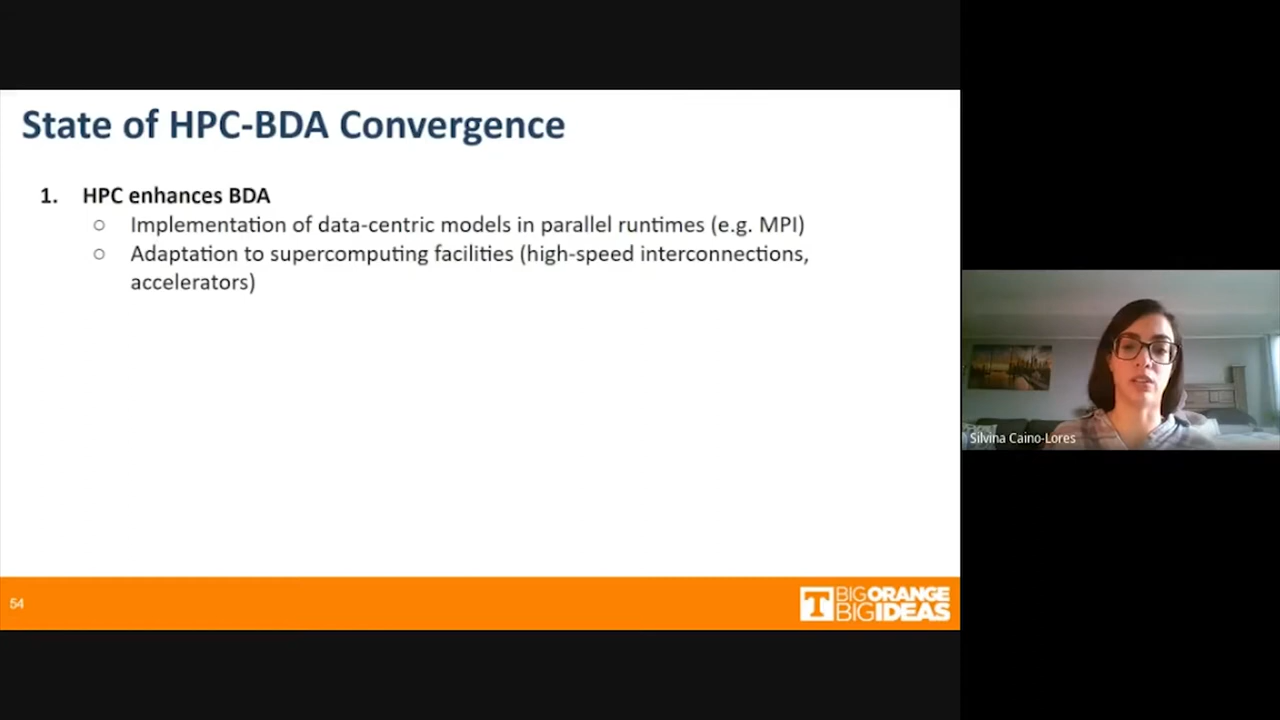 State of HPC-BDA Convergence
1. HPC enhances BDA
○ Implementation of data-centric models in parallel runtimes (e.g. MPI)
○ Adaptation to supercomputing facilities (high-speed interconnections,
accelerators)
Silvina Caino-Lores
54
T
BIG ORANGE
BIG IDEAS